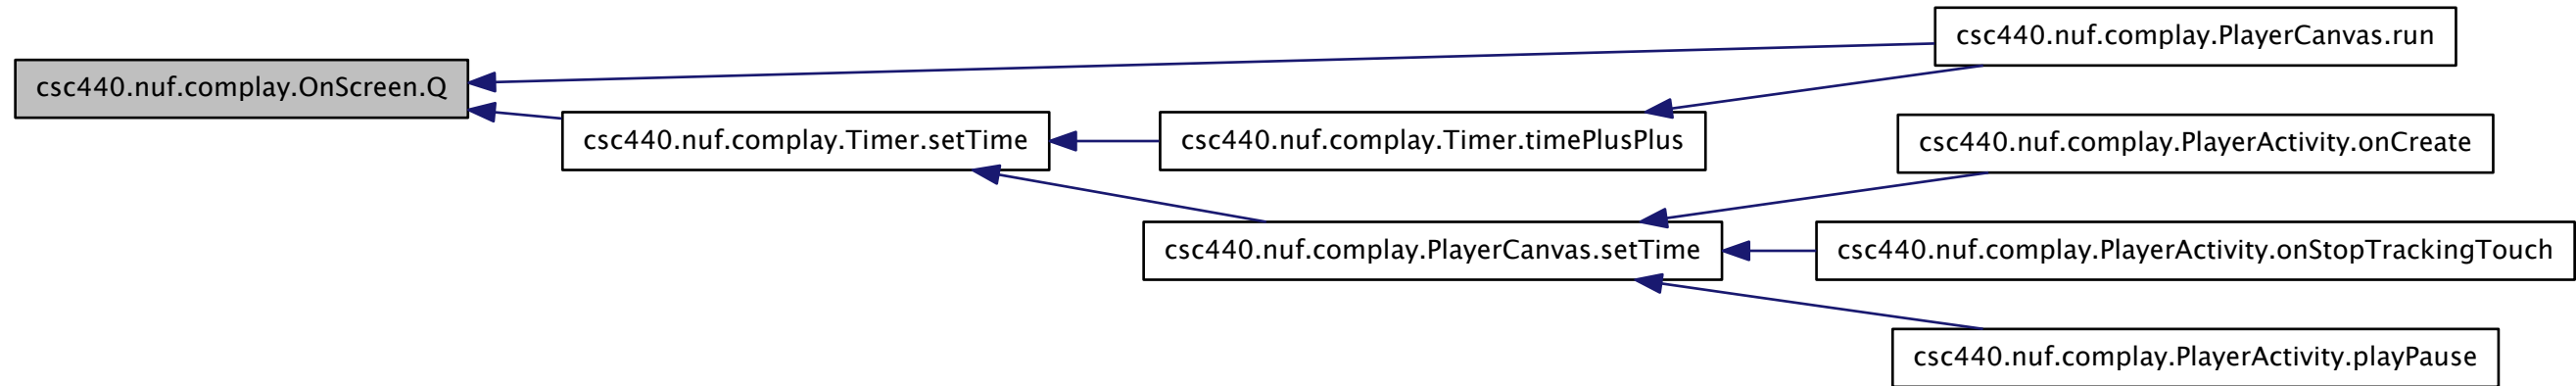 csc440.nuf.complay.OnScreen.Q
csc440.nuf.complay.Timer.setTime
csc440.nuf.complay.Timer.timePlusPlus
csc440.nuf.complay.PlayerCanvas.run
csc440.nuf.complay.PlayerCanvas.setTime
csc440.nuf.complay.PlayerActivity.onCreate
csc440.nuf.complay.PlayerActivity.onStopTrackingTouch
csc440.nuf.complay.PlayerActivity.playPause